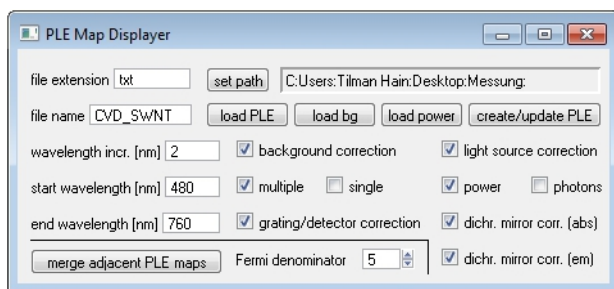 PLE Map Displayer
file extension txt set path C:Users:Tilman Hain:Desktop:Messung:
file name CVD_SWNT load PLE load bg load power create/update PLE
wavelength incr. [nm] 2 background correction light source correction
start wavelength [nm] 480 multiple single power photons
end wavelength [nm] 760 grating/detector correction dichr. mirror corr. (abs)
merge adjacent PLE maps Fermi denominator 5 dichr. mirror corr. (em)